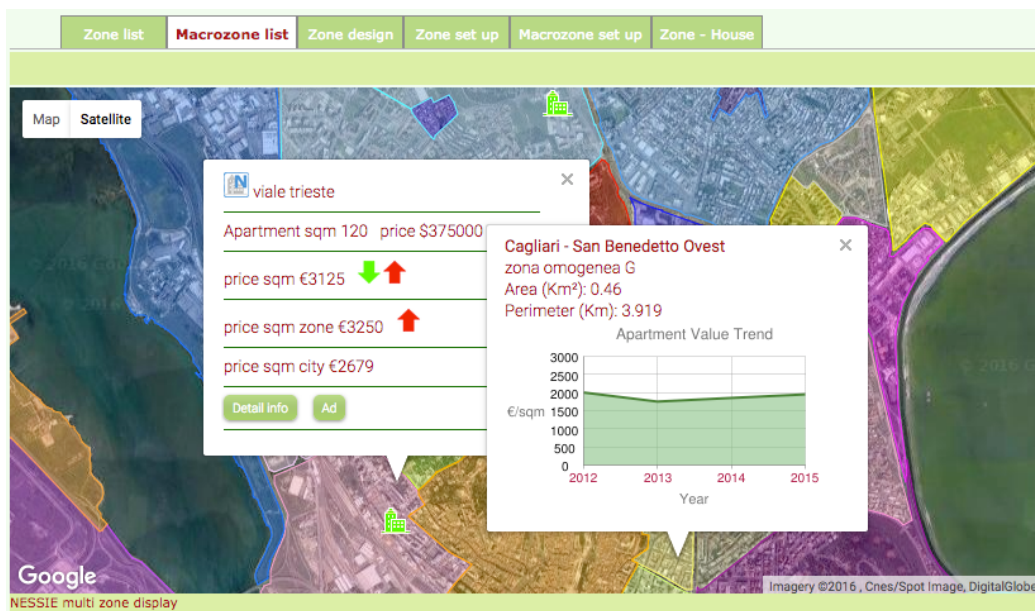 Zone list
Macrozone list
Zone design
Zone set up
Macrozone set up
Zone - House
Map
Satellite
N
viale trieste
Apartment sqm 120 price $375000
price sqm €3125
price sqm zone €3250
price sqm city €2679
Detail info
Ad
Cagliari - San Benedetto Ovest
zona omogenea G
Area (Km²): 0.46
Perimeter (Km): 3.919
Apartment Value Trend
3000
2500
2000
€/sqm 1500
1000
500
0
2012 2013 2014 2015
Year
© 2016
Google
Imagery ©2016 , Cnes/Spot Image, DigitalGlobe
NESSIE multi zone display